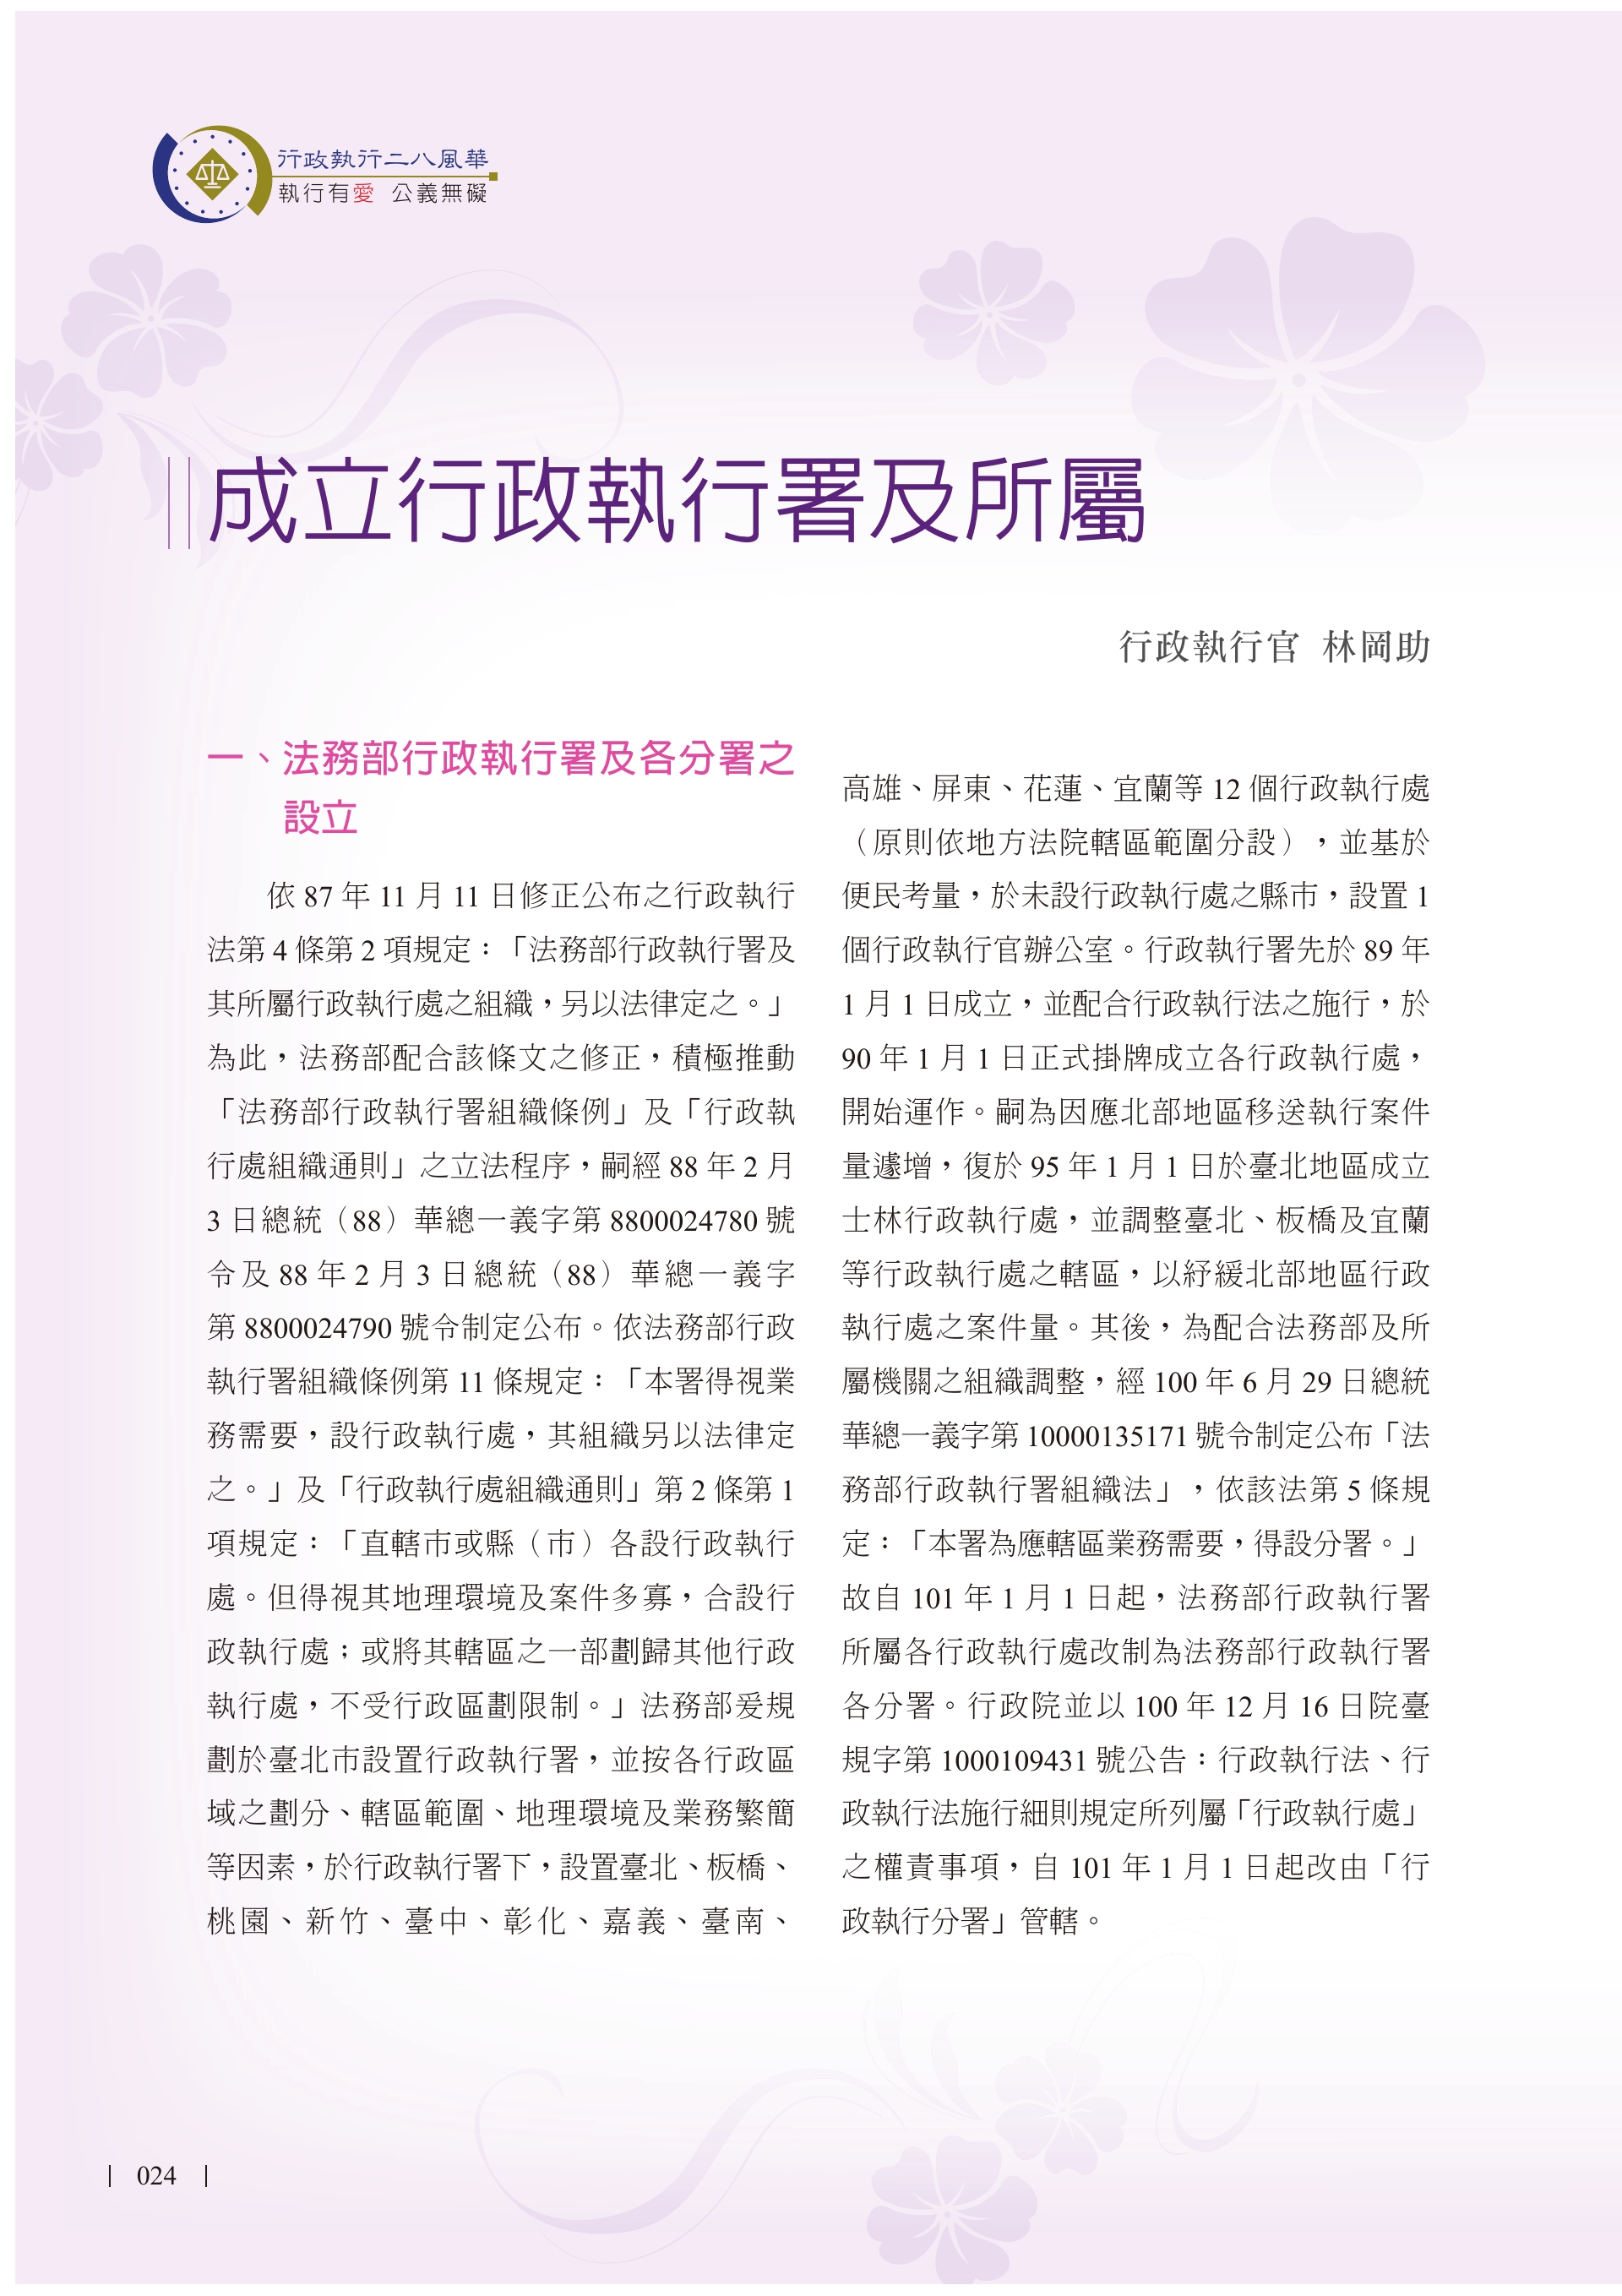 行政執行二八風華
執行有愛 公義無礙
成立行政執行署及所屬
行政執行官 林岡助
一、法務部行政執行署及各分署之
設立
依 87 年 11 月 11 日修正公布之行政執行
法第 4 條第 2 項規定：「法務部行政執行署及
其所屬行政執行處之組織，另以法律定之。」
為此，法務部配合該條文之修正，積極推動
「法務部行政執行署組織條例」及「行政執
行處組織通則」之立法程序，嗣經 88 年 2 月
3 日總統（88）華總一義字第 8800024780 號
令及 88 年 2 月 3 日總統（88）華總一義字
第 8800024790 號令制定公布。依法務部行政
執行署組織條例第 11 條規定：「本署得視業
務需要，設行政執行處，其組織另以法律定
之。」及「行政執行處組織通則」第 2 條第 1
項規定：「直轄市或縣（市）各設行政執行
處。但得視其地理環境及案件多寡，合設行
政執行處；或將其轄區之一部劃歸其他行政
執行處，不受行政區劃限制。」法務部爰規
劃於臺北市設置行政執行署，並按各行政區
域之劃分、轄區範圍、地理環境及業務繁簡
等因素，於行政執行署下，設置臺北、板橋、
桃園、新竹、臺中、彰化、嘉義、臺南、
高雄、屏東、花蓮、宜蘭等 12 個行政執行處
（原則依地方法院轄區範圍分設），並基於
便民考量，於未設行政執行處之縣市，設置 1
個行政執行官辦公室。行政執行署先於 89 年
1 月 1 日成立，並配合行政執行法之施行，於
90 年 1 月 1 日正式掛牌成立各行政執行處，
開始運作。嗣為因應北部地區移送執行案件
量遽增，復於 95 年 1 月 1 日於臺北地區成立
士林行政執行處，並調整臺北、板橋及宜蘭
等行政執行處之轄區，以紓緩北部地區行政
執行處之案件量。其後，為配合法務部及所
屬機關之組織調整，經 100 年 6 月 29 日總統
華總一義字第 10000135171 號令制定公布「法
務部行政執行署組織法」，依該法第 5 條規
定：「本署為應轄區業務需要，得設分署。」
故自 101 年 1 月 1 日起，法務部行政執行署
所屬各行政執行處改制為法務部行政執行署
各分署。行政院並以 100 年 12 月 16 日院臺
規字第 1000109431 號公告：行政執行法、行
政執行法施行細則規定所列屬「行政執行處」
之權責事項，自 101 年 1 月 1 日起改由「行
政執行分署」管轄。
024